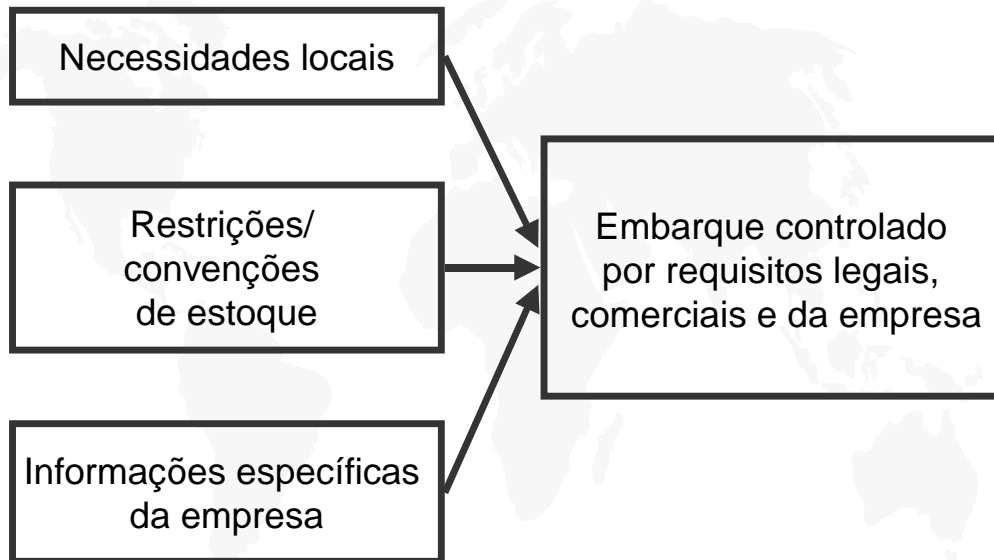 Necessidades locais
Restrições/
convenções
de estoque
Informações específicas
da empresa
Embarque controlado
por requisitos legais,
comerciais e da empresa